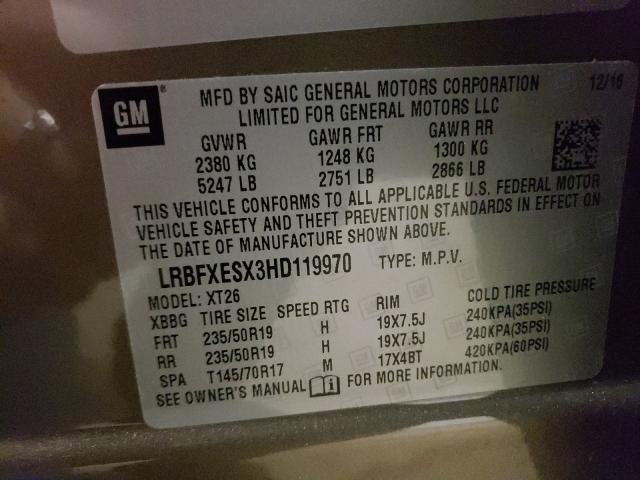 GM ®
MFD BY SAIC GENERAL MOTORS CORPORATION 12/16
LIMITED FOR GENERAL MOTORS LLC
GVWR GAWR FRT GAWR RR
2380 KG 1248 KG 1300 KG
5247 LB 2751 LB 2866 LB
THIS VEHICLE CONFORMS TO ALL APPLICABLE U.S. FEDERAL MOTOR
VEHICLE SAFETY AND THEFT PREVENTION STANDARDS IN EFFECT ON
THE DATE OF MANUFACTURE SHOWN ABOVE.
LRBFXESX3HD119970 TYPE: M.P.V.
MODEL: XT26
XBBG TIRE SIZE SPEED RTG RIM COLD TIRE PRESSURE
FRT 235/50R19 H 19X7.5J 240KPA(35PSI)
RR 235/50R19 H 19X7.5J 240KPA(35PSI)
SPA T145/70R17 M 17X4BT 420KPA(60PSI)
SEE OWNER'S MANUAL FOR MORE INFORMATION.